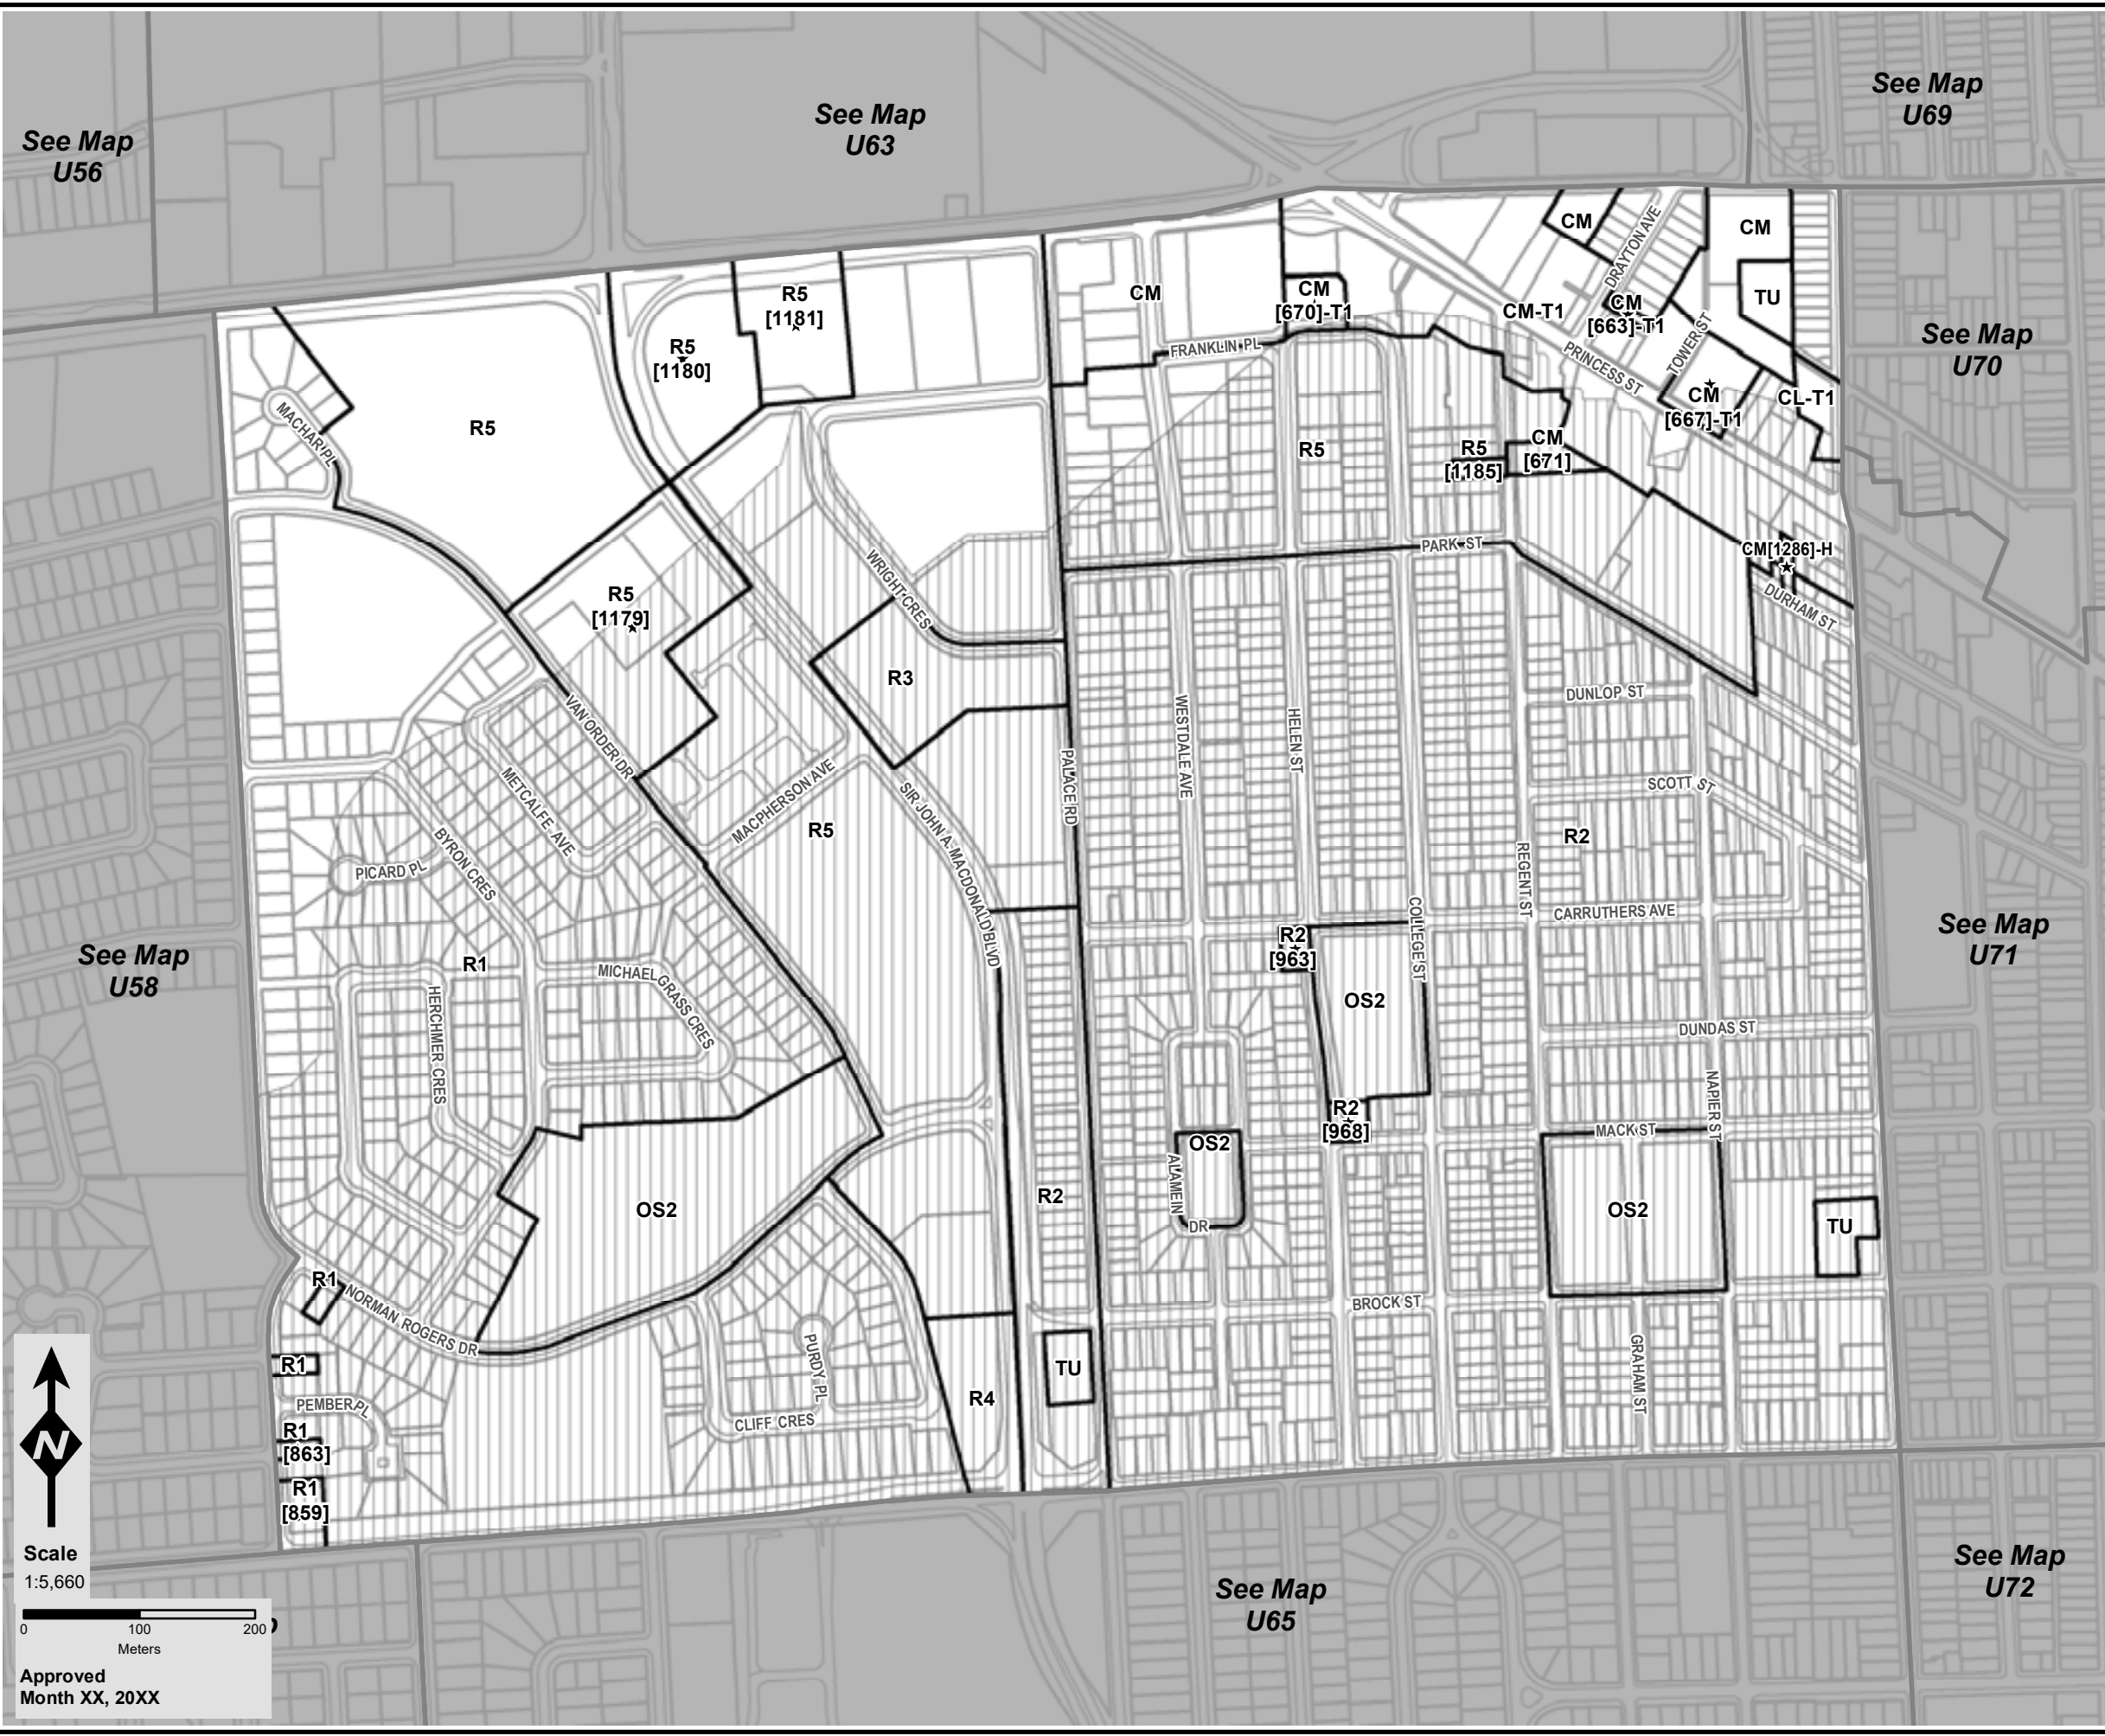 See Map
U56
See Map
U63
See Map
U69
See Map
U70
See Map
U58
See Map
U71
See Map
U65
See Map
U72
R5
[1181]
R5
[1180]
CM
CM
[670]-T1
CM
CM
TU
CM-T1
CM
[663]-T1
DRAYTON AVE
TOWER ST
PRINCESS ST
FRANKLIN PL
CM
[667]-T1
CL-T1
MACHAR PL
R5
R5
R5
[1185]
CM
[671]
PARK ST
CM[1286]-H
DURHAM ST
WRIGHT CRES
R5
[1179]
R3
VAN ORDER DR
METCALFE AVE
MACPHERSON AVE
SIR JOHN A. MACDONALD BLVD
PALACE RD
WESTDALE AVE
HELEN ST
DUNLOP ST
SCOTT ST
R2
R5
BYRON CRES
PICARD PL
REGENT ST
COLLEGE ST
CARRUTHERS AVE
R2
[963]
OS2
R1
MICHAEL GRASS CRES
HERCHMER CRES
DUNDAS ST
NAPIER ST
R2
[968]
MACK ST
OS2
ALAMEIN
DR
R2
OS2
OS2
TU
R1
NORMAN ROGERS DR
BROCK ST
GRAHAM ST
R1
PEMBER PL
PURDY PL
CLIFF CRES
R4
TU
R1
[863]
R1
[859]
N
Scale
1:5,660
0 100 200
Meters
Approved
Month XX, 20XX